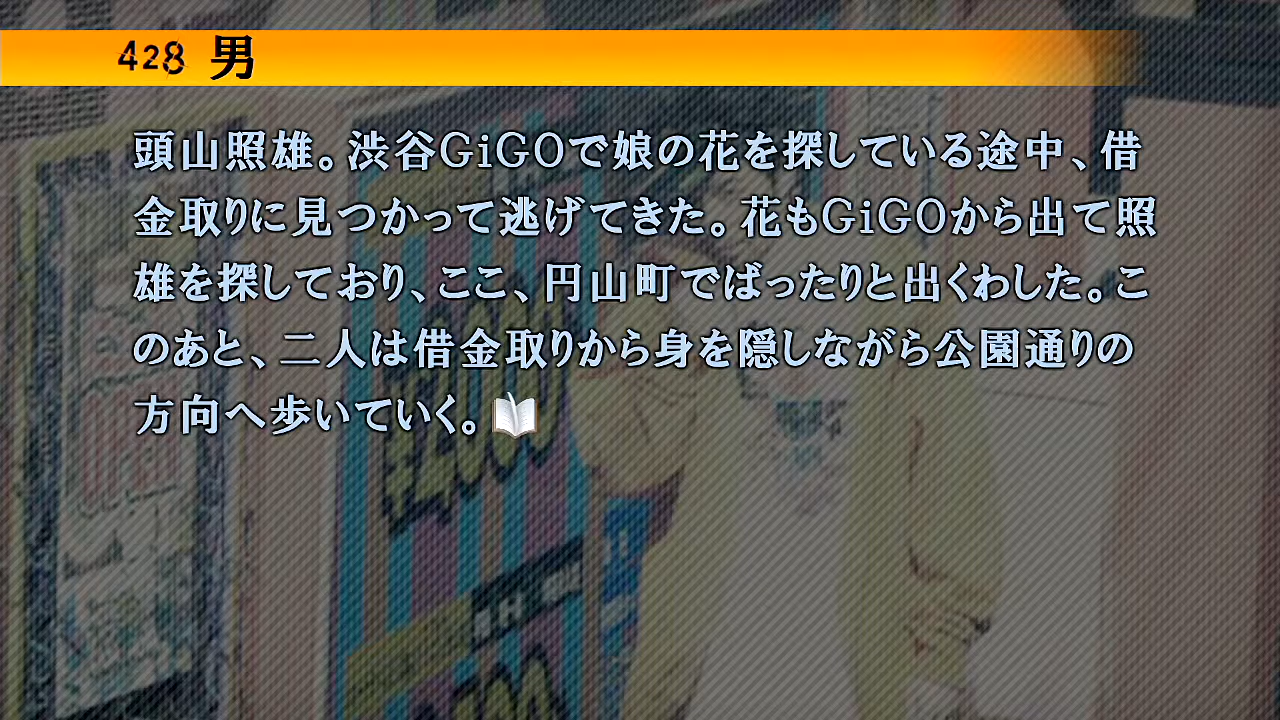 428 男
頭山照雄。渋谷GiGOで娘の花を探している途中、借
金取りに見つかって逃げてきた。花もGiGOから出て照
雄を探しており、ここ、円山町でばったりと出くわした。こ
のあと、二人は借金取りから身を隠しながら公園通りの
方向へ歩いていく。